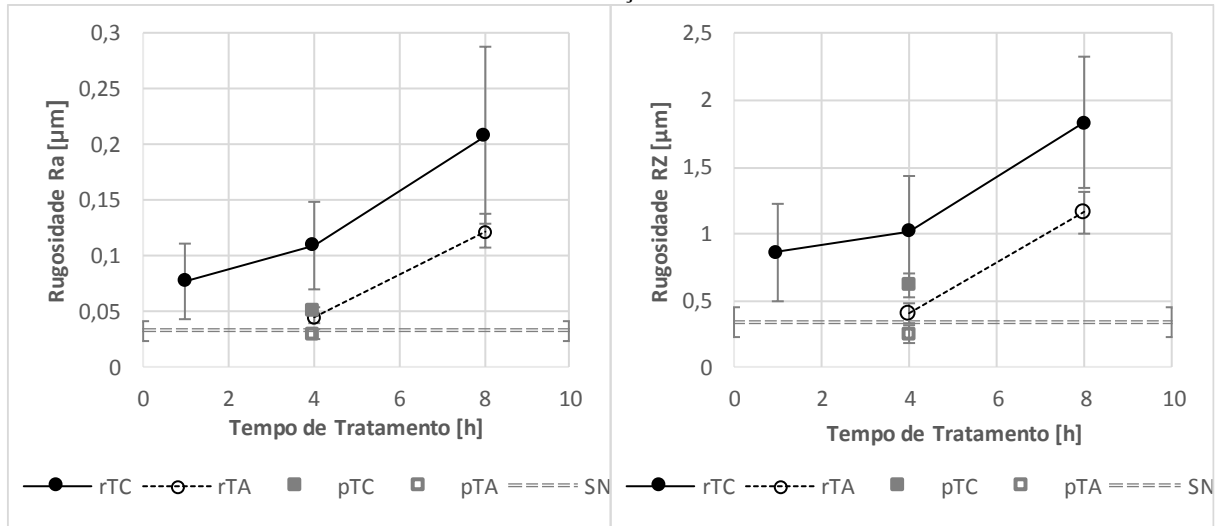 0,3
0,25
0,2
0,15
0,1
0,05
0
Rugosidade Ra [µm]
0 2 4 6 8 10
Tempo de Tratamento [h]
rTC rTA pTC pTA SN
2,5
2
1,5
1
0,5
0
Rugosidade RZ [µm]
0 2 4 6 8 10
Tempo de Tratamento [h]
rTC rTA pTC pTA SN